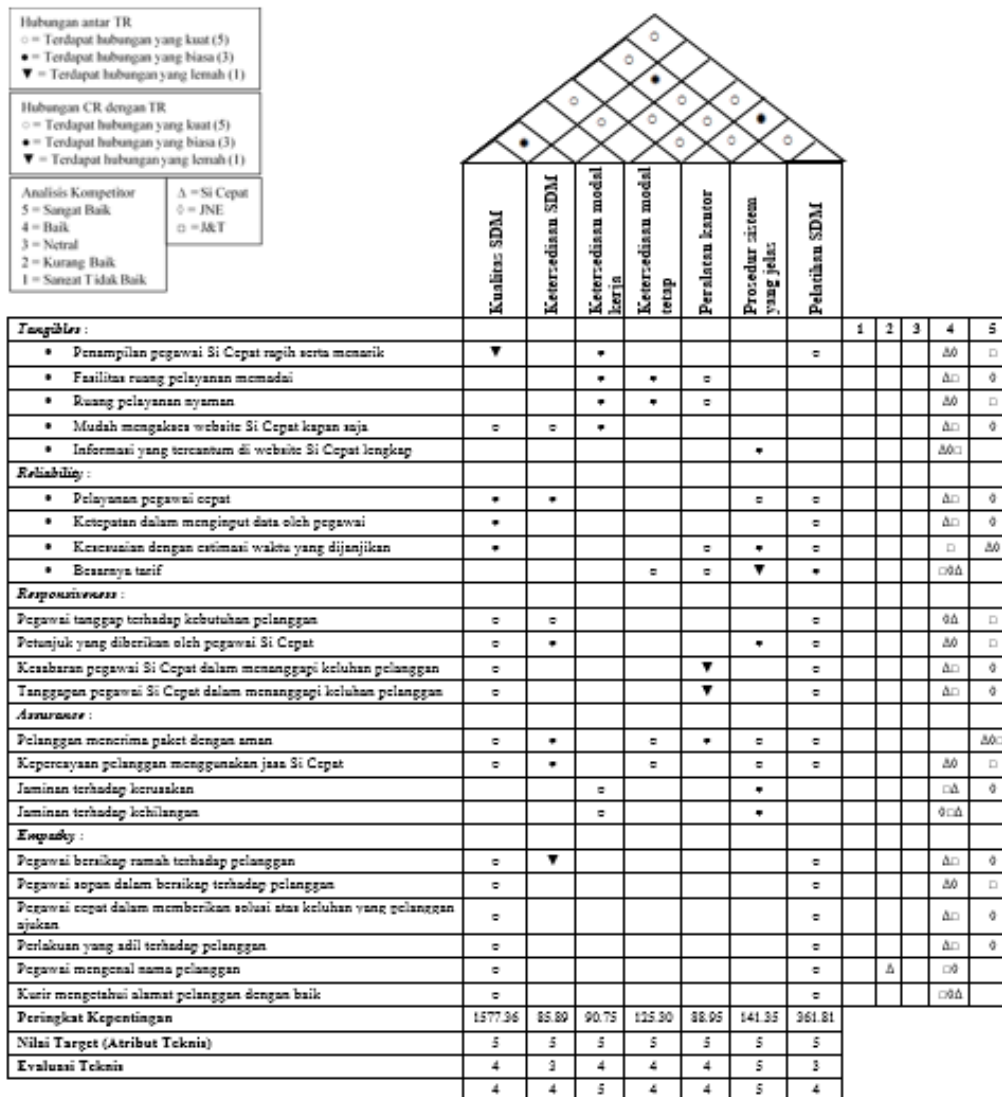 Hubungan antar TR
○ = Terdapat hubungan yang kuat (5)
● = Terdapat hubungan yang biasa (3)
▼ = Terdapat hubungan yang lemah (1)
Hubungan CR dengan TR
○ = Terdapat hubungan yang kuat (5)
● = Terdapat hubungan yang biasa (3)
▼ = Terdapat hubungan yang lemah (1)
Analisis Kompetitor
5 = Sangat Baik
4 = Baik
3 = Netral
2 = Kurang Baik
1 = Sangat Tidak Baik
Δ = Si Cepat
◊ = JNE
□ = J&T
Kualitas SDM
Ketersediaan SDM
Ketersediaan modal
kerja
Ketersediaan modal
tetap
Peralatan kantor
Prosedur sistem
yang jelas
Pelatihan SDM
Tangibles : 1 2 3 4 5
• Penampilan pegawai Si Cepat rapih serta menarik
• Fasilitas ruang pelayanan memadai
• Ruang pelayanan nyaman
• Mudah mengakses website Si Cepat kapan saja
• Informasi yang tercantum di website Si Cepat lengkap
Reliability :
• Pelayanan pegawai cepat
• Ketepatan dalam menginput data oleh pegawai
• Kesesuaian dengan estimasi waktu yang dijanjikan
• Besarnya tarif
Responsiveness :
Pegawai tanggap terhadap kebutuhan pelanggan
Petunjuk yang diberikan oleh pegawai Si Cepat
Kesabaran pegawai Si Cepat dalam menanggapi keluhan pelanggan
Tanggapan pegawai Si Cepat dalam menanggapi keluhan pelanggan
Assurance :
Pelanggan menerima paket dengan aman
Kepercayaan pelanggan menggunakan jasa Si Cepat
Jaminan terhadap kerusakan
Jaminan terhadap kehilangan
Empathy :
Pegawai bersikap ramah terhadap pelanggan
Pegawai sopan dalam bersikap terhadap pelanggan
Pegawai cepat dalam memberikan solusi atas keluhan yang pelanggan
ajukan
Perlakuan yang adil terhadap pelanggan
Pegawai mengenal nama pelanggan
Kurir mengetahui alamat pelanggan dengan baik
Peringkat Kepentingan 1577.36 85.89 90.75 125.30 88.95 141.35 361.81
Nilai Target (Atribut Teknis) 5 5 5 5 5 5 5
Evaluasi Teknis 4 3 4 4 4 5 3
4 4 5 4 4 5 4